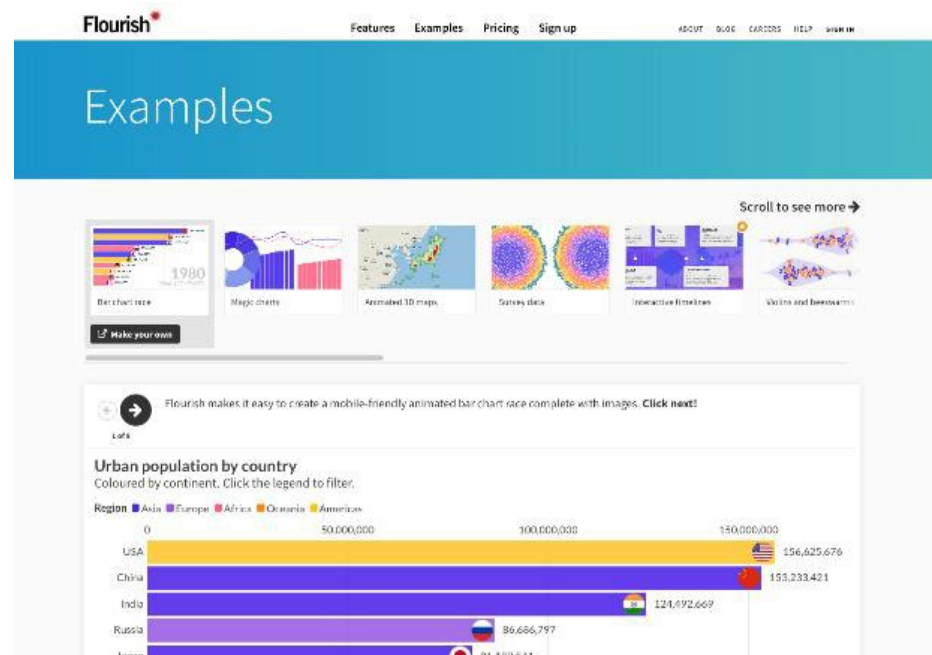 Flourish
Features Examples Pricing Sign up
ABOUT BLOG CAREERS HELP SIGN IN
Examples
Scroll to see more
1980
Bar chart race
Magic charts
Animated 3D maps
Survey data
Interactive timelines
Violins and beeswarms
Make your own
Flourish makes it easy to create a mobile-friendly animated bar chart race complete with images. Click next!
Urban population by country
Coloured by continent. Click the legend to filter.
Region Asia Europe Africa Oceania Americas
0 50,000,000 100,000,000 150,000,000
USA 156,625,676
China 153,233,421
India 124,492,669
Russia 86,686,797